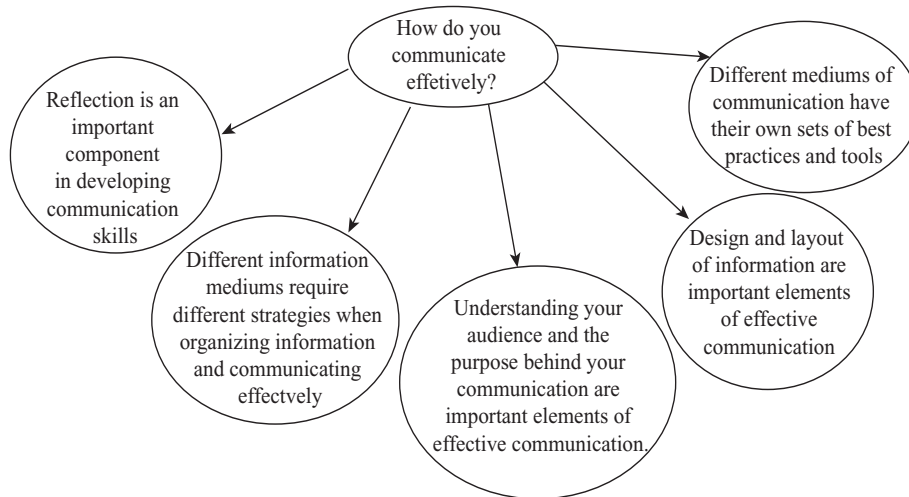 How do you
communicate
effetively?
Reflection is an
important
component
in developing
communication
skills
Different information
mediums require
different strategies when
organizing information
and communicating
effectvely
Understanding your
audience and the
purpose behind your
communication are
important elements of
effective communication.
Design and layout
of information are
important elements
of effective
communication
Different mediums of
communication have
their own sets of best
practices and tools